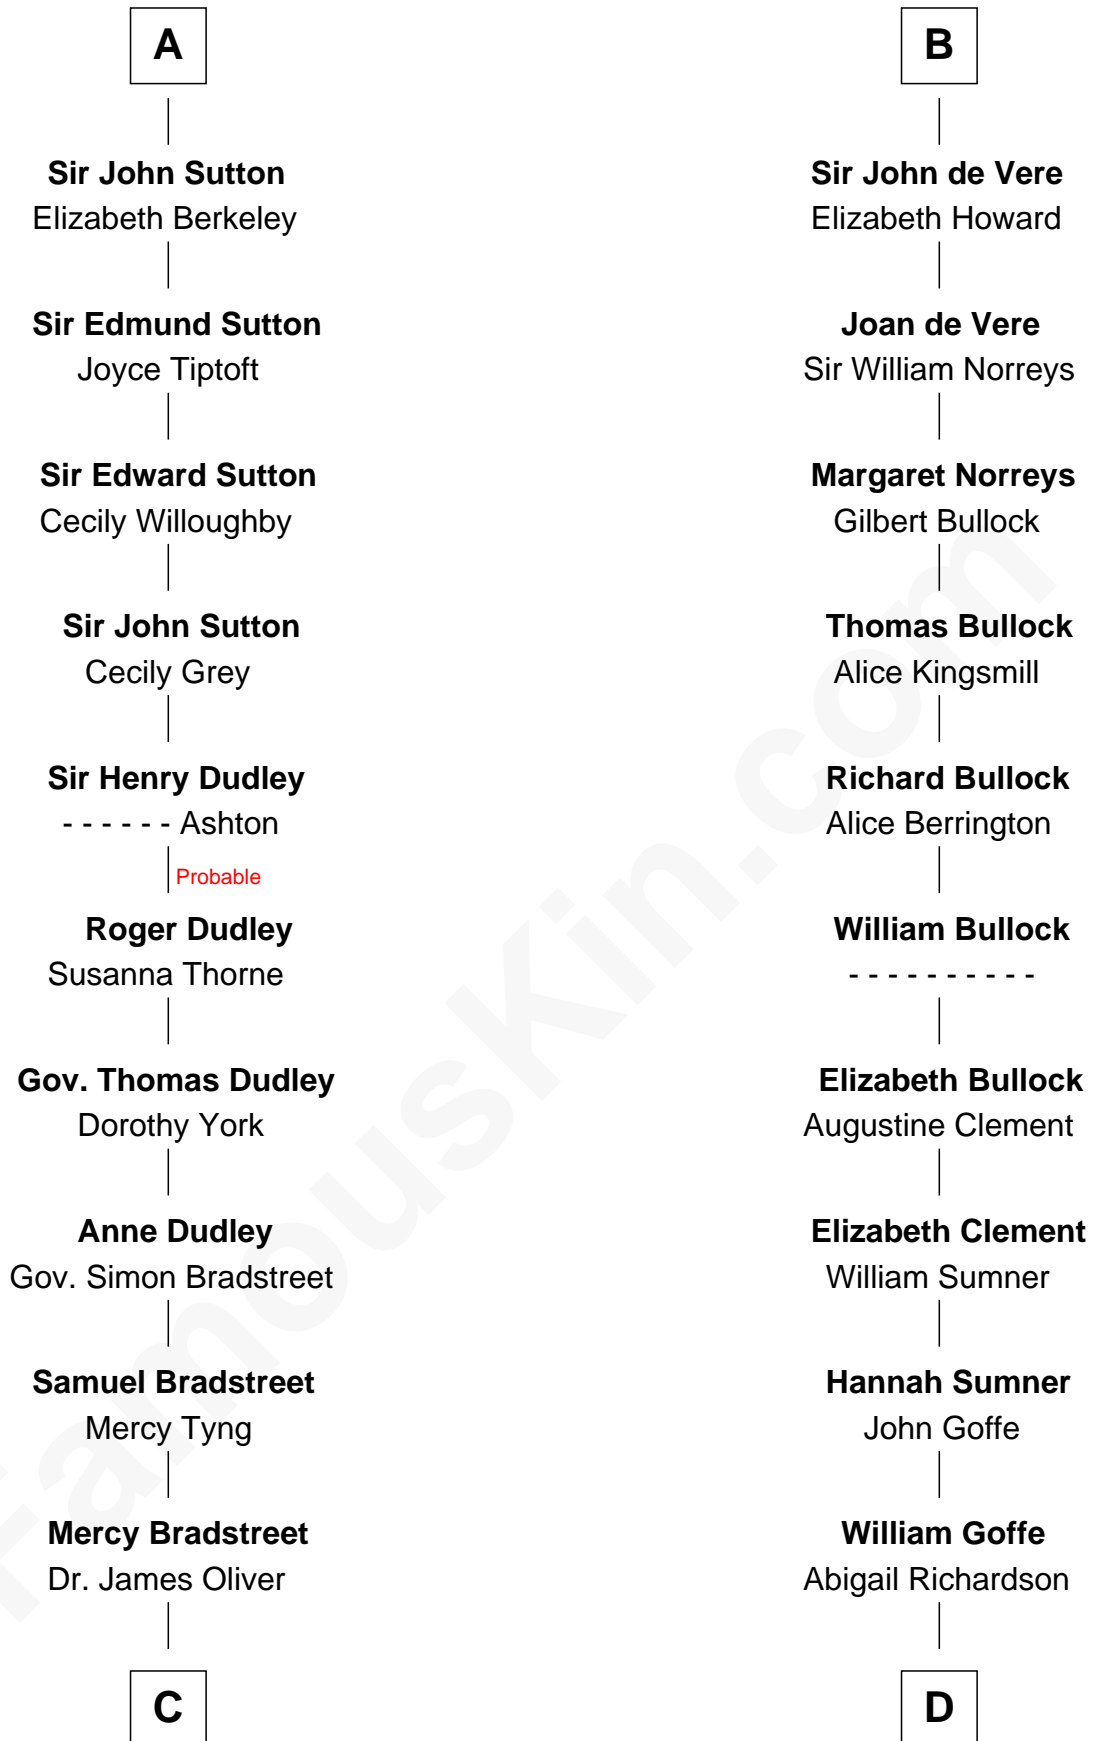 A
Sir John Sutton
Elizabeth Berkeley
Sir Edmund Sutton
Joyce Tiptoft
Sir Edward Sutton
Cecily Willoughby
Sir John Sutton
Cecily Grey
Sir Henry Dudley
- - - - - - Ashton
Probable
Roger Dudley
Susanna Thorne
Gov. Thomas Dudley
Dorothy York
Anne Dudley
Gov. Simon Bradstreet
Samuel Bradstreet
Mercy Tyng
Mercy Bradstreet
Dr. James Oliver
C
B
Sir John de Vere
Elizabeth Howard
Joan de Vere
Sir William Norreys
Margaret Norreys
Gilbert Bullock
Thomas Bullock
Alice Kingsmill
Richard Bullock
Alice Berrington
William Bullock
- - - - - - - - - -
Elizabeth Bullock
Augustine Clement
Elizabeth Clement
William Sumner
Hannah Sumner
John Goffe
William Goffe
Abigail Richardson
D
FamousKin.com